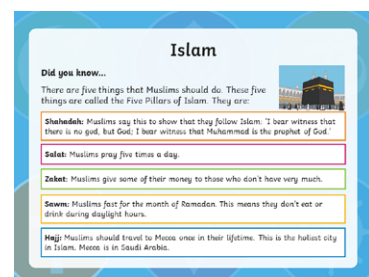 Islam
Did you know...
There are five things that Muslims should do. These five
things are called the Five Pillars of Islam. They are:
Shahadah: Muslims say this to show that they follow Islam: 'I bear witness that
there is no god, but God; I bear witness that Muhammad is the prophet of God.'
Salat: Muslims pray five times a day.
Zakat: Muslims give some of their money to those who don't have very much.
Sawm: Muslims fast for the month of Ramadan. This means they don't eat or
drink during daylight hours.
Hajj: Muslims should travel to Mecca once in their lifetime. This is the holiest city
in Islam. Mecca is in Saudi Arabia.